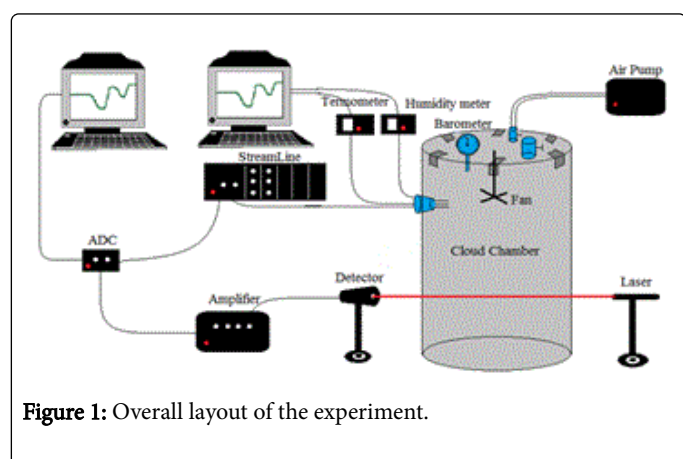 Air Pump
Termometer
Humidity meter
Barometer
StreamLine
Fan
ADC
Cloud Chamber
Detector
Laser
Amplifier
Figure 1: Overall layout of the experiment.